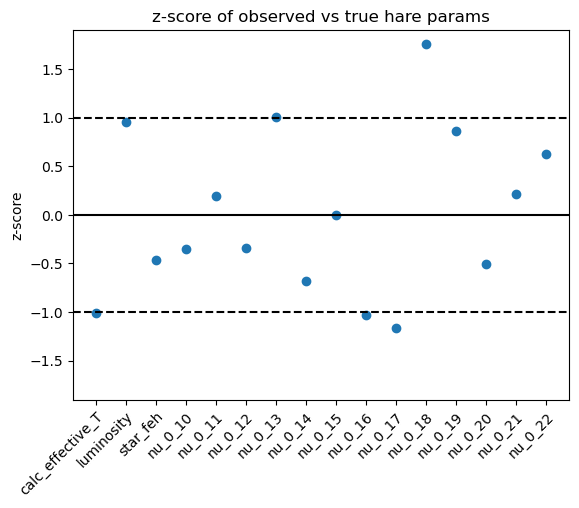 z-score of observed vs true hare params
z-score
1.5
1.0
0.5
0.0
−0.5
−1.0
−1.5
calc_effective_T
luminosity
star_feh
nu_0_10
nu_0_11
nu_0_12
nu_0_13
nu_0_14
nu_0_15
nu_0_16
nu_0_17
nu_0_18
nu_0_19
nu_0_20
nu_0_21
nu_0_22